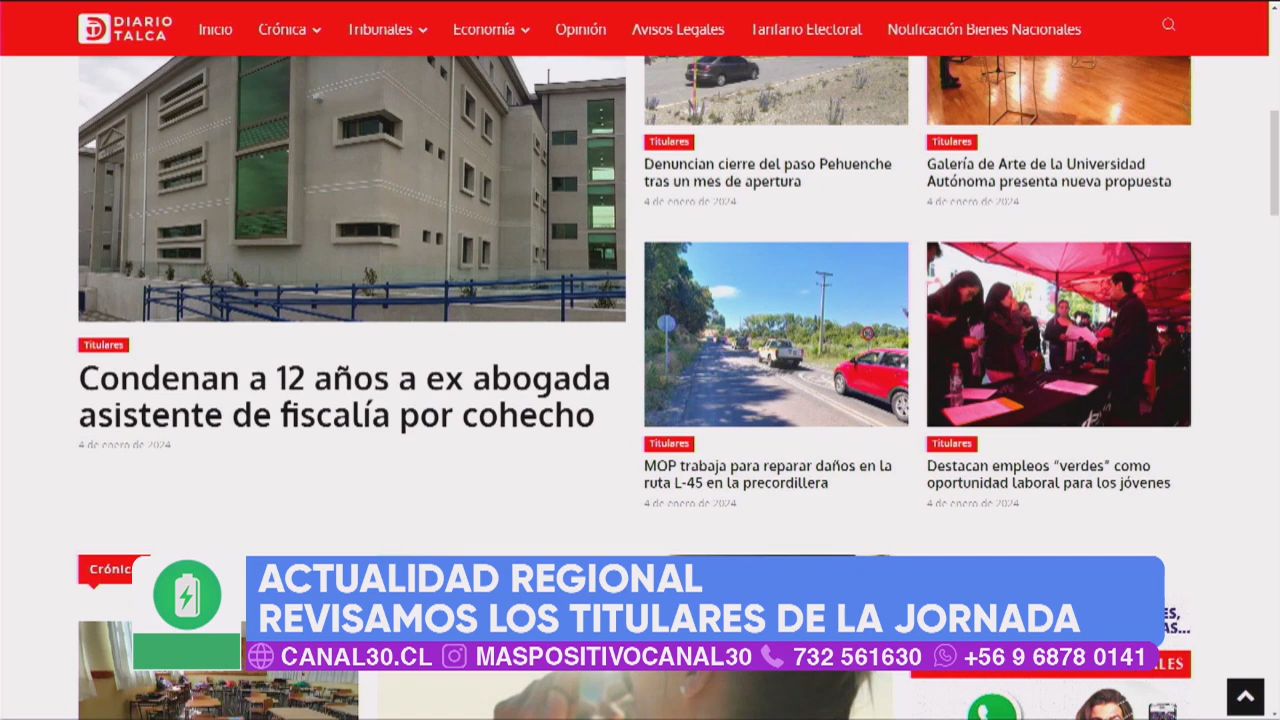 DIARIO
TALCA
Inicio
Crónica
Tribunales
Economía
Opinión
Avisos Legales
Tarifario Electoral
Notificación Bienes Nacionales
Titulares
Denuncian cierre del paso Pehuenche
tras un mes de apertura
4 de enero de 2024
Titulares
Galería de Arte de la Universidad
Autónoma presenta nueva propuesta
4 de enero de 2024
Titulares
Condenan a 12 años a ex abogada
asistente de fiscalía por cohecho
4 de enero de 2024
Titulares
MOP trabaja para reparar daños en la
ruta L-45 en la precordillera
4 de enero de 2024
Titulares
Destacan empleos “verdes” como
oportunidad laboral para los jóvenes
4 de enero de 2024
ACTUALIDAD REGIONAL
REVISAMOS LOS TITULARES DE LA JORNADA
CANAL30.CL MASPOSITIVOCANAL30 732 561630 +56 9 6878 0141